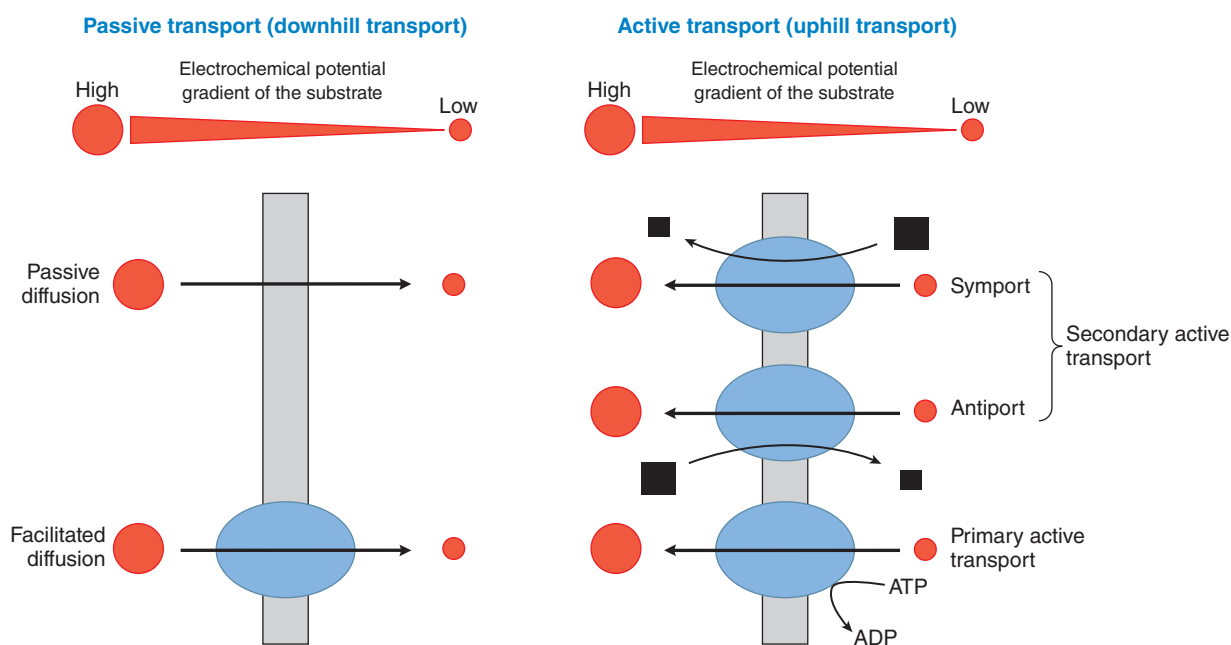 Passive transport (downhill transport)
Electrochemical potential
gradient of the substrate
High
Low
Passive
diffusion
Facilitated
diffusion
Active transport (uphill transport)
Electrochemical potential
gradient of the substrate
High
Low
Symport
Secondary active
transport
Antiport
Primary active
transport
ATP
ADP